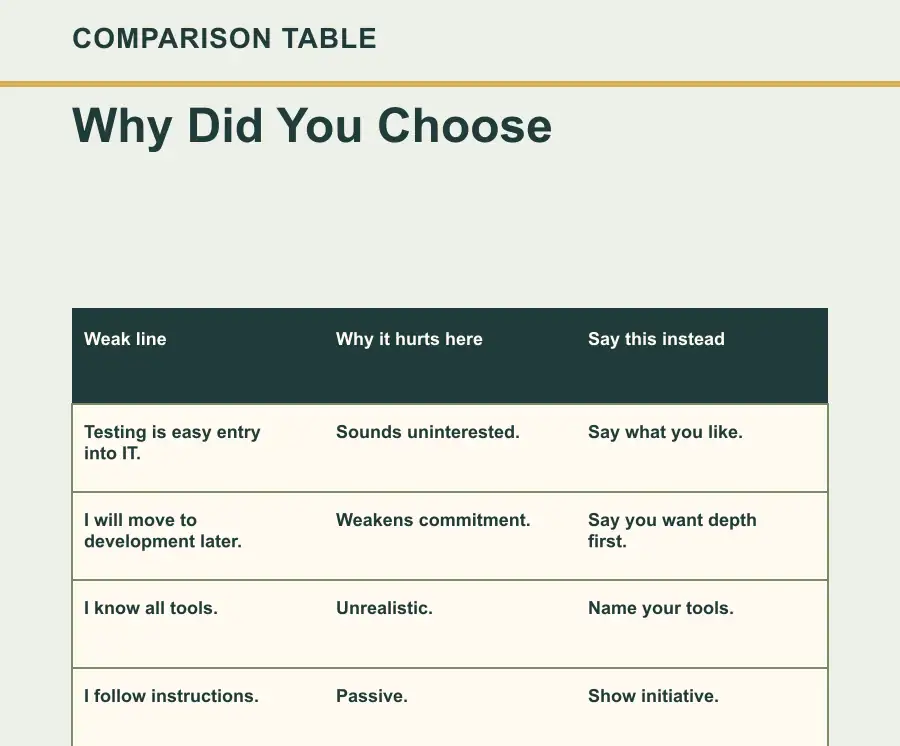 COMPARISON TABLE
Why Did You Choose
Weak line
Why it hurts here
Say this instead
Testing is easy entry
into IT.
Sounds uninterested.
Say what you like.
I will move to
development later.
Weakens commitment.
Say you want depth
first.
I know all tools.
Unrealistic.
Name your tools.
I follow instructions.
Passive.
Show initiative.